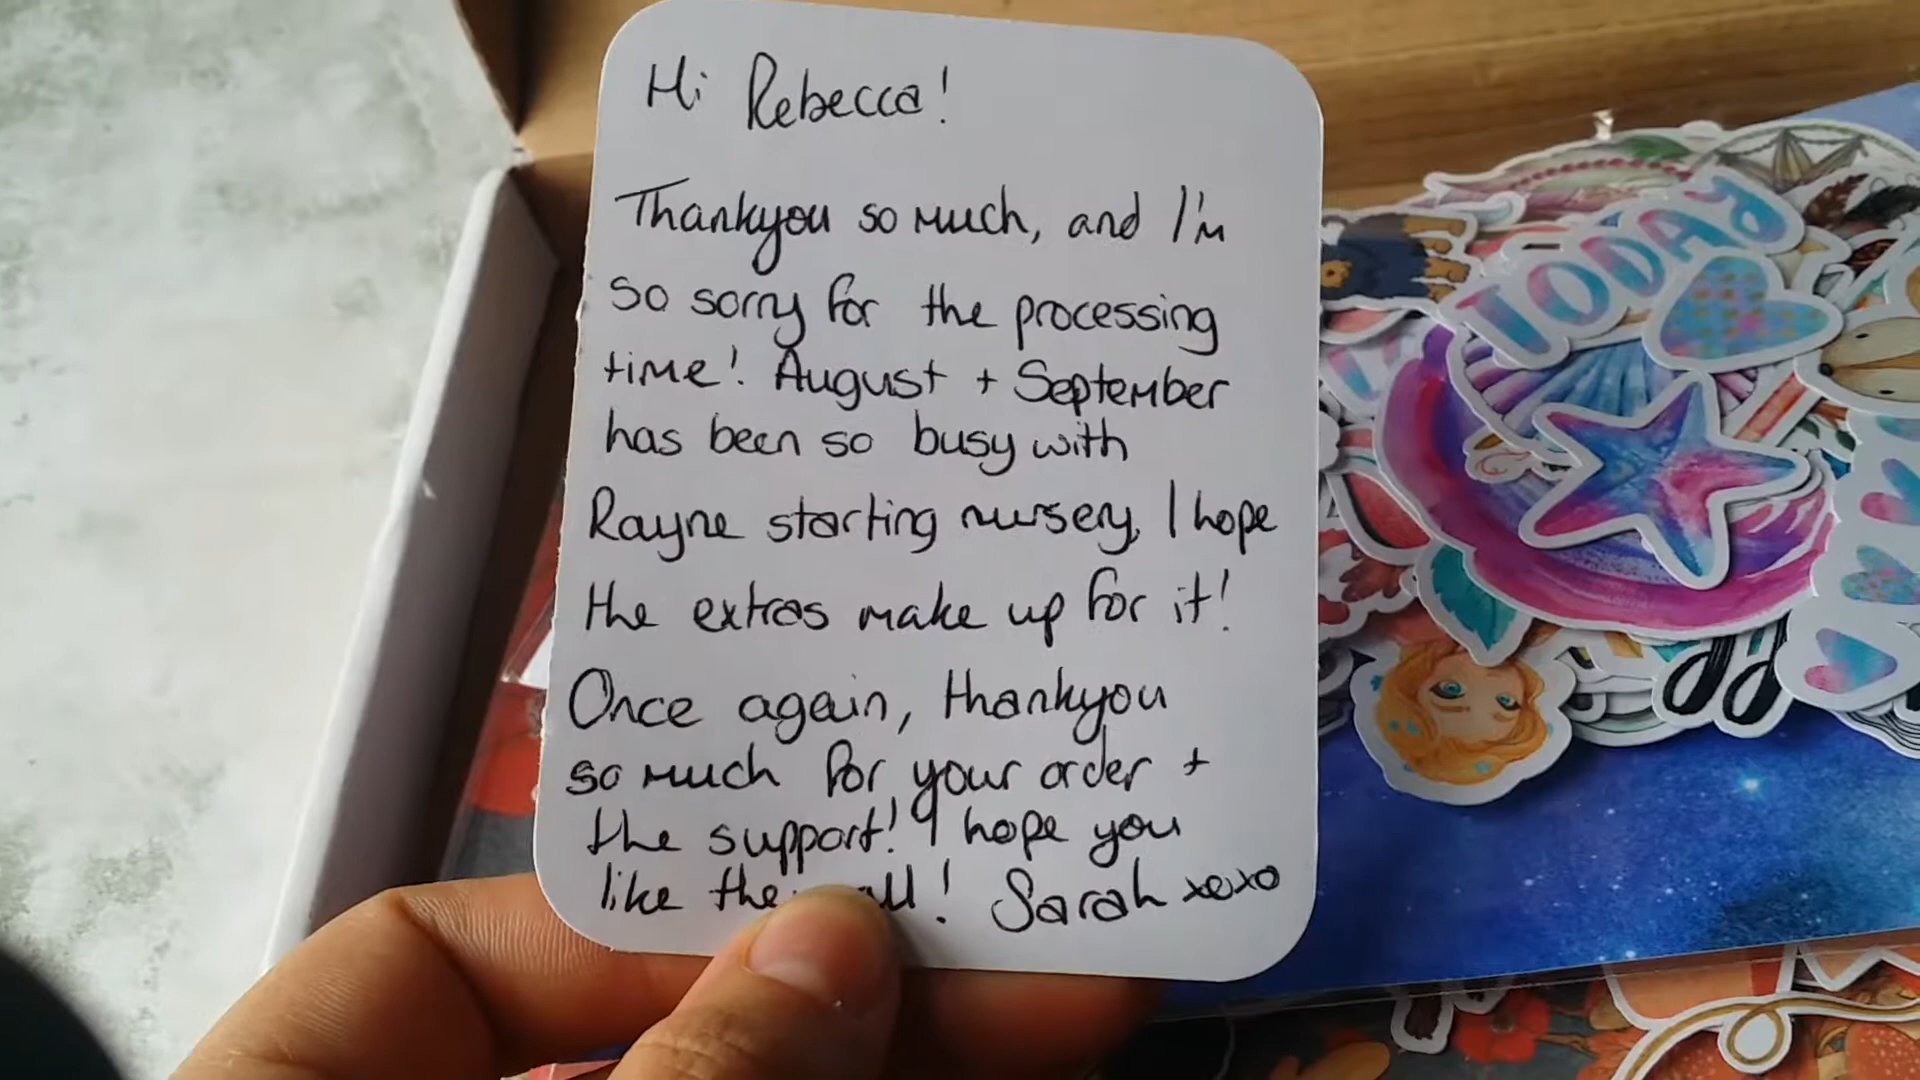 Hi Rebecca!
Thankyou so much, and I'm
so sorry for the processing
time! August + September
has been so busy with
Rayne starting nursery, I hope
the extras make up for it!
Once again, thankyou
so much for your order +
the support! I hope you
like all! Sarah xoxo
TODAY